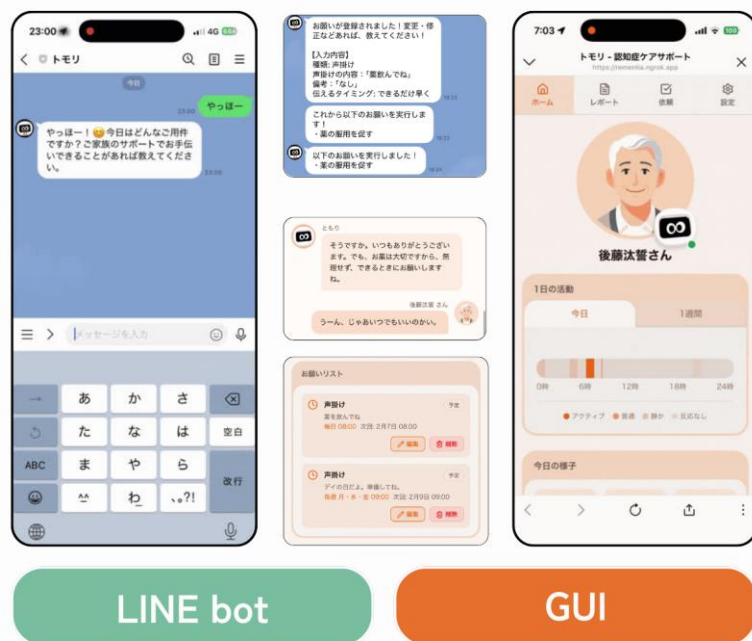 23:00
4G
トモリ
今日
23:00
やっほー
やっほー！😄今日はどんなご用件
ですか？ご家族のサポートでお手伝
いできることがあれば教えてくださ
い。
23:00
メッセージを入力
あ
か
さ
た
な
は
空白
ABC
ま
や
ら
改行
^^
わ
、。?!
お願いが登録されました！変更・修
正などあれば、教えてください！
【入力内容】
種類: 声掛け
声掛けの内容:「薬飲んでね」
備考:「なし」
伝えるタイミング: できるだけ早く
これから以下のお願いを実行しま
す！
・薬の服用を促す
以下のお願いを実行しました！
・薬の服用を促す
ともり
そうですか。いつもありがとうござい
ます。でも、お薬は大切ですから、無
理せず、できるときにお願いします
ね。
後藤汰誓 さん
うーん、じゃあいつでもいいのかい。
お願いリスト
声掛け
予定
薬を飲んでね
毎日 08:00 次回: 2月7日 08:00
編集
削除
声掛け
予定
デイの日だよ。準備してね。
毎週 月・水・金 09:00 次回: 2月9日 09:00
編集
削除
7:03
100
トモリ - 認知症ケアサポート
https://rementia.ngrok.app
ホーム
レポート
依頼
設定
後藤汰誓さん
1日の活動
今日
1週間
0時
6時
12時
18時
24時
アクティブ
普通
静か
反応なし
今日の様子
LINE bot
GUI